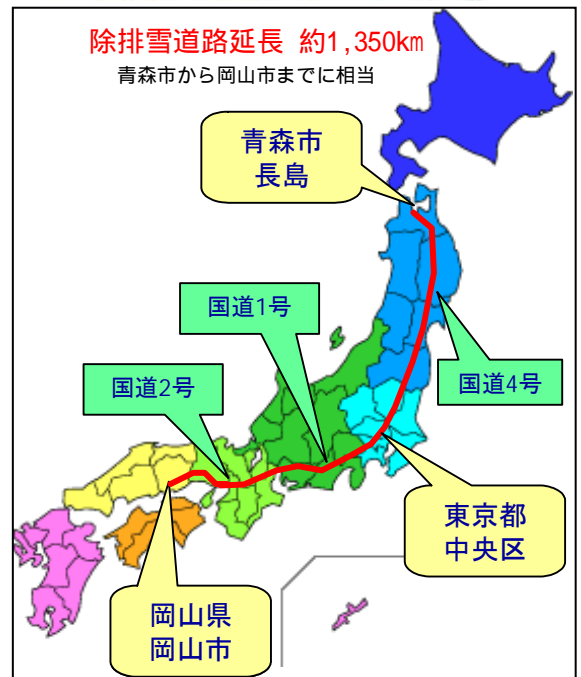 除排雪道路延長 約1,350km
青森市から岡山市までに相当
青森市
長島
国道1号
国道2号
国道4号
東京都
中央区
岡山県
岡山市